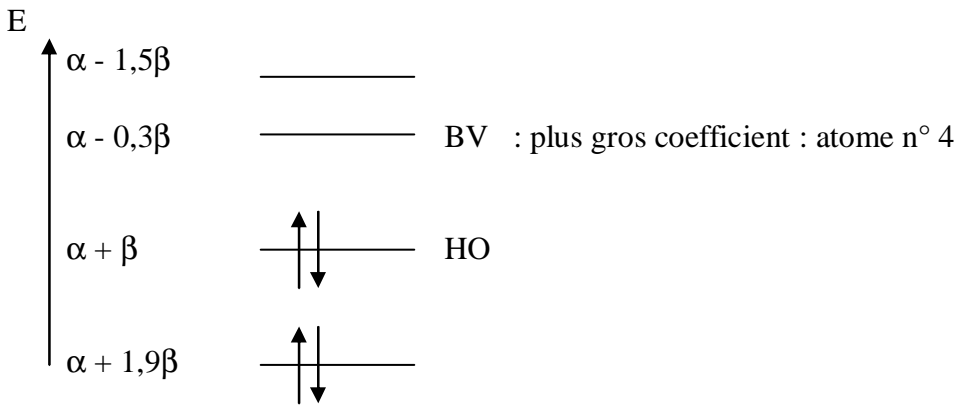 E
α - 1,5β
α - 0,3β BV : plus gros coefficient : atome n° 4
α + β HO
α + 1,9β